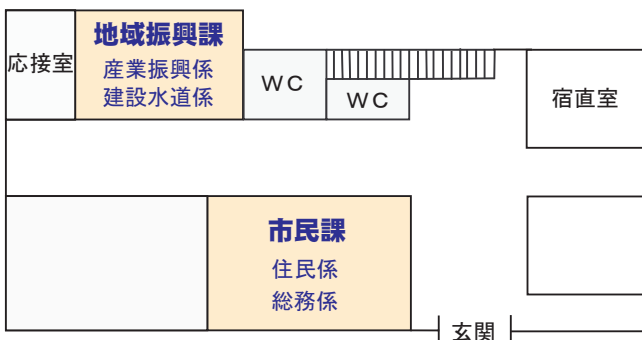 地域振興課
応接室
産業振興係
建設水道係
WC
WC
宿直室
市民課
住民係
総務係
玄関